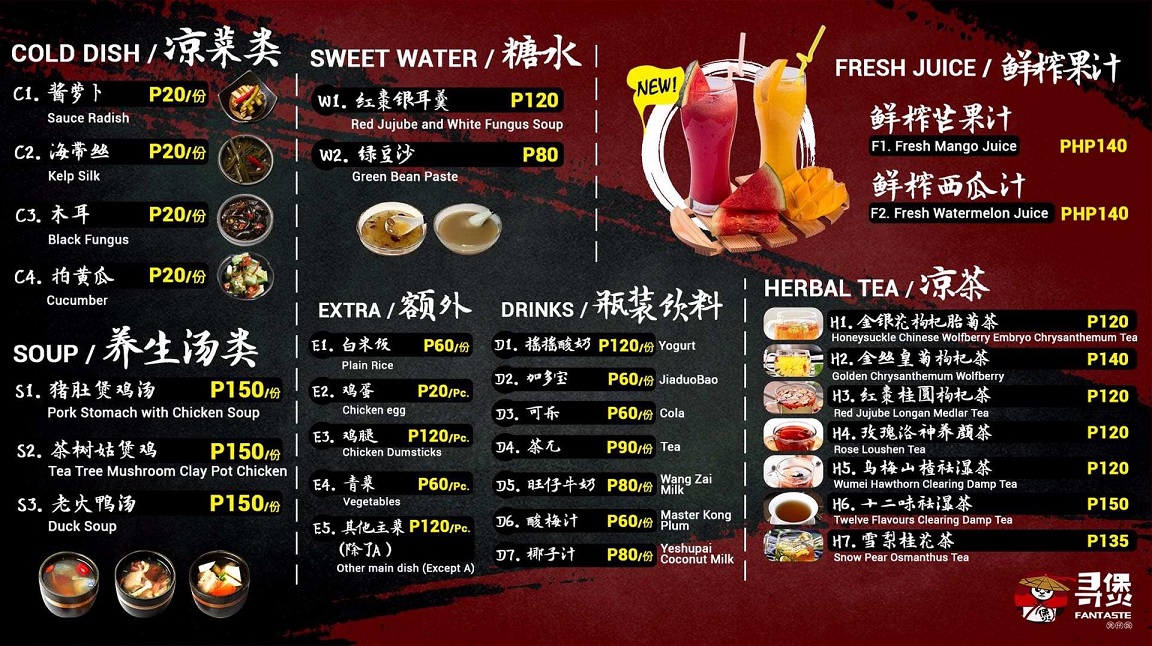 COLD DISH / 凉菜类
C1. 酱萝卜 P20/份
Sauce Radish
C2. 海带丝 P20/份
Kelp Silk
C3. 木耳 P20/份
Black Fungus
C4. 拍黄瓜 P20/份
Cucumber
SOUP / 养生汤类
S1. 猪肚煲鸡汤 P150/份
Pork Stomach with Chicken Soup
S2. 茶树姑煲鸡 P150/份
Tea Tree Mushroom Clay Pot Chicken
S3. 老火鸭汤 P150/份
Duck Soup
SWEET WATER / 糖水
W1. 红枣银耳羹 P120
Red Jujube and White Fungus Soup
W2. 绿豆沙 P80
Green Bean Paste
EXTRA / 额外
E1. 白米饭 P60/份
Plain Rice
E2. 鸡蛋 P20/Pc.
Chicken egg
E3. 鸡腿 P120/Pc.
Chicken Dumsticks
E4. 青菜 P60/Pc.
Vegetables
E5. 其他主菜 P120/Pc.
(除了A)
Other main dish (Except A)
DRINKS / 瓶装饮料
D1. 摇摇酸奶 P120/份 Yogurt
D2. 加多宝 P60/份 JiaduoBao
D3. 可乐 P60/份 Cola
D4. 茶兀 P90/份 Tea
D5. 旺仔牛奶 P80/份 Wang Zai
Milk
D6. 酸梅汁 P60/份 Master Kong
Plum
D7. 椰子汁 P80/份 Yeshupai
Coconut Milk
NEW!
FRESH JUICE / 鲜榨果汁
鲜榨芒果汁
F1. Fresh Mango Juice PHP140
鲜榨西瓜汁
F2. Fresh Watermelon Juice PHP140
HERBAL TEA / 凉茶
H1. 金银花枸杞胎菊茶 P120
Honeysuckle Chinese Wolfberry Embryo Chrysanthemum Tea
H2. 金丝皇菊枸杞茶 P140
Golden Chrysanthemum Wolfberry
H3. 红枣桂圆枸杞茶 P120
Red Jujube Longan Medlar Tea
H4. 玫瑰洛神养颜茶 P120
Rose Loushen Tea
H5. 乌梅山楂祛湿茶 P120
Wumei Hawthorn Clearing Damp Tea
H6. 十二味祛湿茶 P150
Twelve Flavours Clearing Damp Tea
H7. 雪梨桂花茶 P135
Snow Pear Osmanthus Tea
寻煲
FANTASTE